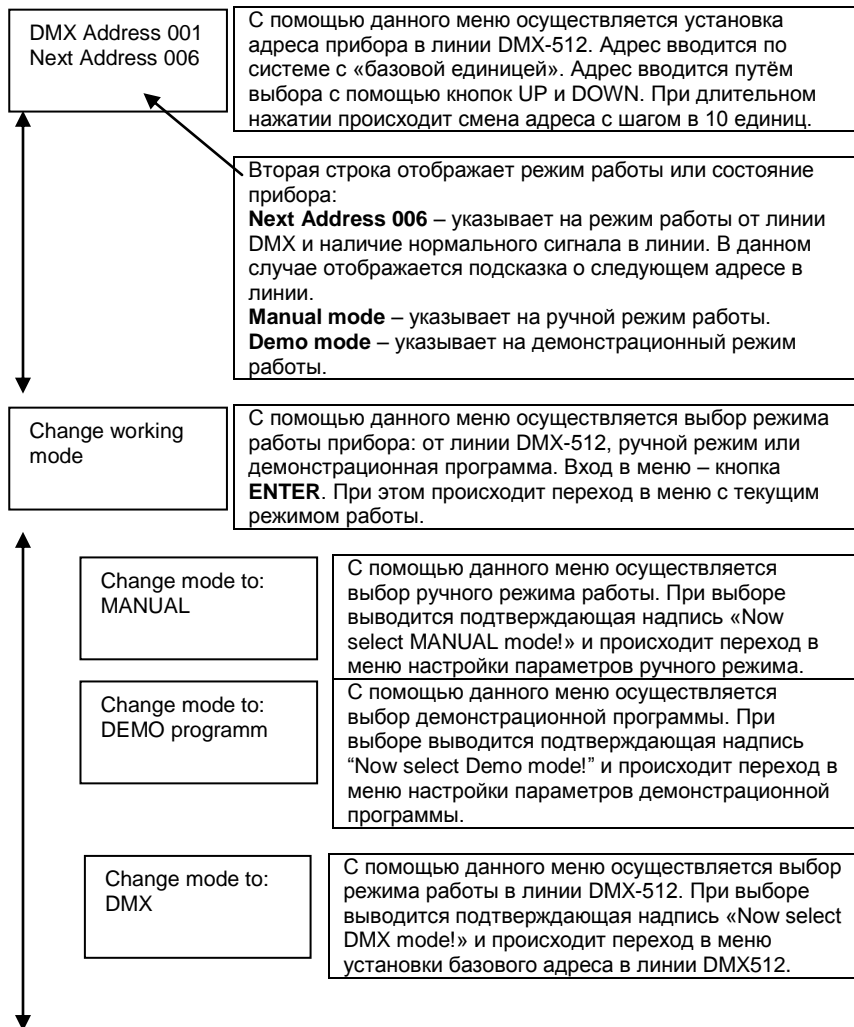 DMX Address 001
Next Address 006
С помощью данного меню осуществляется установка
адреса прибора в линии DMX-512. Адрес вводится по
системе с «базовой единицей». Адрес вводится путём
выбора с помощью кнопок UP и DOWN. При длительном
нажатии происходит смена адреса с шагом в 10 единиц.
Вторая строка отображает режим работы или состояние
прибора:
Next Address 006 – указывает на режим работы от линии
DMX и наличие нормального сигнала в линии. В данном
случае отображается подсказка о следующем адресе в
линии.
Manual mode – указывает на ручной режим работы.
Demo mode – указывает на демонстрационный режим
работы.
Change working
mode
С помощью данного меню осуществляется выбор режима
работы прибора: от линии DMX-512, ручной режим или
демонстрационная программа. Вход в меню – кнопка
ENTER. При этом происходит переход в меню с текущим
режимом работы.
Change mode to:
MANUAL
С помощью данного меню осуществляется
выбор ручного режима работы. При выборе
выводится подтверждающая надпись «Now
select MANUAL mode!» и происходит переход в
меню настройки параметров ручного режима.
Change mode to:
DEMO programm
С помощью данного меню осуществляется
выбор демонстрационной программы. При
выборе выводится подтверждающая надпись
“Now select Demo mode!” и происходит переход в
меню настройки параметров демонстрационной
программы.
Change mode to:
DMX
С помощью данного меню осуществляется выбор
режима работы в линии DMX-512. При выборе
выводится подтверждающая надпись «Now select
DMX mode!» и происходит переход в меню
установки базового адреса в линии DMX512.